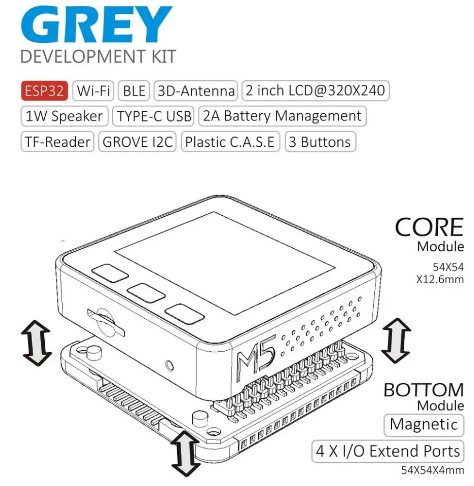 GREY
DEVELOPMENT KIT
ESP32 Wi-Fi BLE 3D-Antenna 2 inch LCD@320X240
1W Speaker TYPE-C USB 2A Battery Management
TF-Reader GROVE I2C Plastic C.A.S.E 3 Buttons
CORE
Module
54X54
X12.6mm
M5
BOTTOM
Module
Magnetic
4 X I/O Extend Ports
54X54X4mm